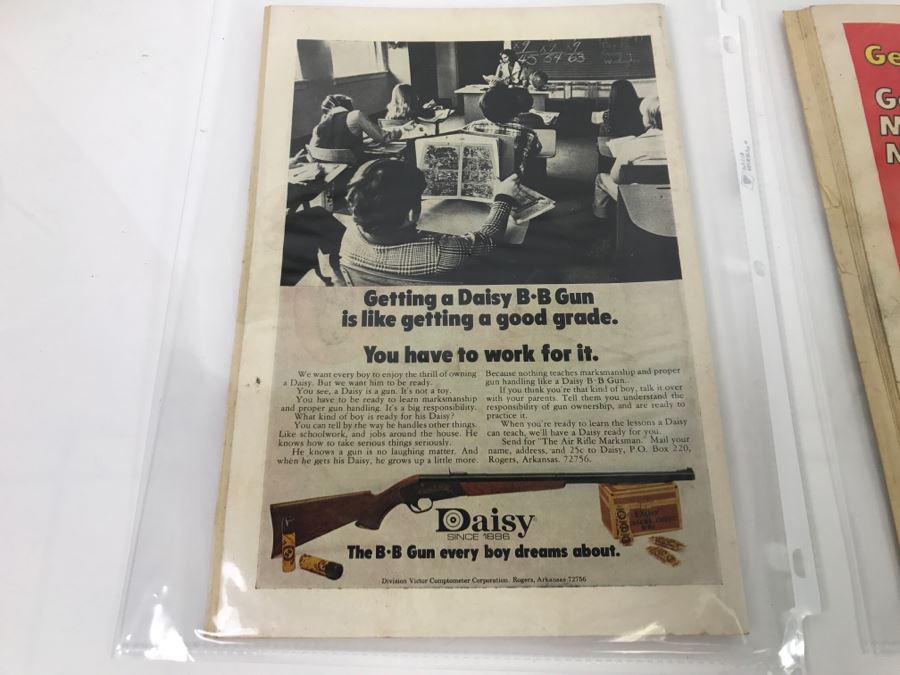 45 54 63
Getting a Daisy B·B Gun
is like getting a good grade.
You have to work for it.
We want every boy to enjoy the thrill of owning
a Daisy. But we want him to be ready.
You see, a Daisy is a gun. It's not a toy.
You have to be ready to learn marksmanship
and proper gun handling. It's a big responsibility.
What kind of boy is ready for his Daisy?
You can tell by the way he handles other things.
Like schoolwork, and jobs around the house. He
knows how to take serious things seriously.
He knows a gun is no laughing matter. And
when he gets his Daisy, he grows up a little more.
Because nothing teaches marksmanship and proper
gun handling like a Daisy B·B Gun.
If you think you're that kind of boy, talk it over
with your parents. Tell them you understand the
responsibility of gun ownership, and are ready to
practice it.
When you're ready to learn the lessons a Daisy
can teach, we'll have a Daisy ready for you.
Send for "The Air Rifle Marksman." Mail your
name, address, and 25c to Daisy, P.O. Box 220,
Rogers, Arkansas. 72756.
Daisy
SINCE 1886
The B·B Gun every boy dreams about.
Division Victor Comptometer Corporation. Rogers, Arkansas 72756
Ge
G
M
N